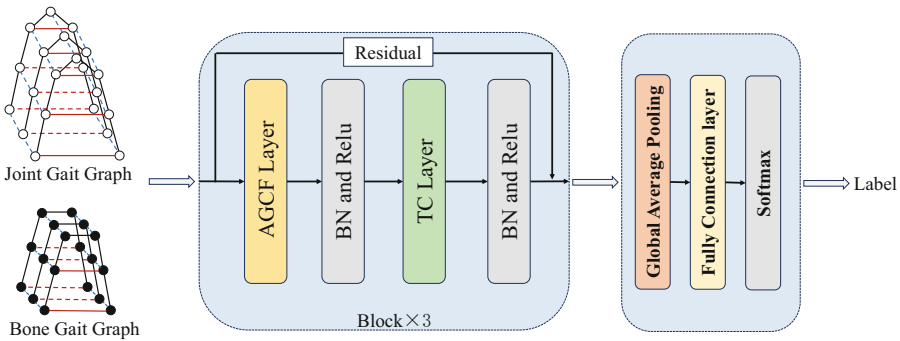 Joint Gait Graph
Bone Gait Graph
Residual
AGCF Layer
BN and Relu
TC Layer
BN and Relu
Block×3
Global Average Pooling
Fully Connection layer
Softmax
Label